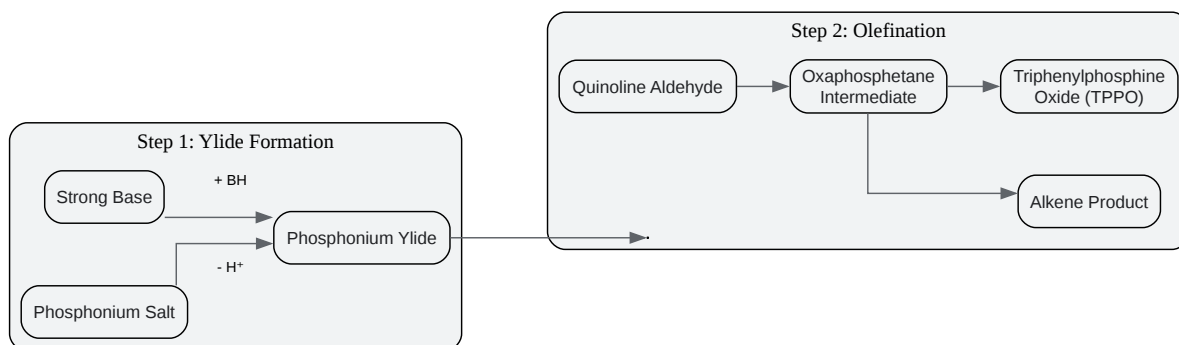 Step 1: Ylide Formation
Strong Base
+ BH
Phosphonium Ylide
- H⁺
Phosphonium Salt
Step 2: Olefination
Quinoline Aldehyde
Oxaphosphetane
Intermediate
Triphenylphosphine
Oxide (TPPO)
Alkene Product